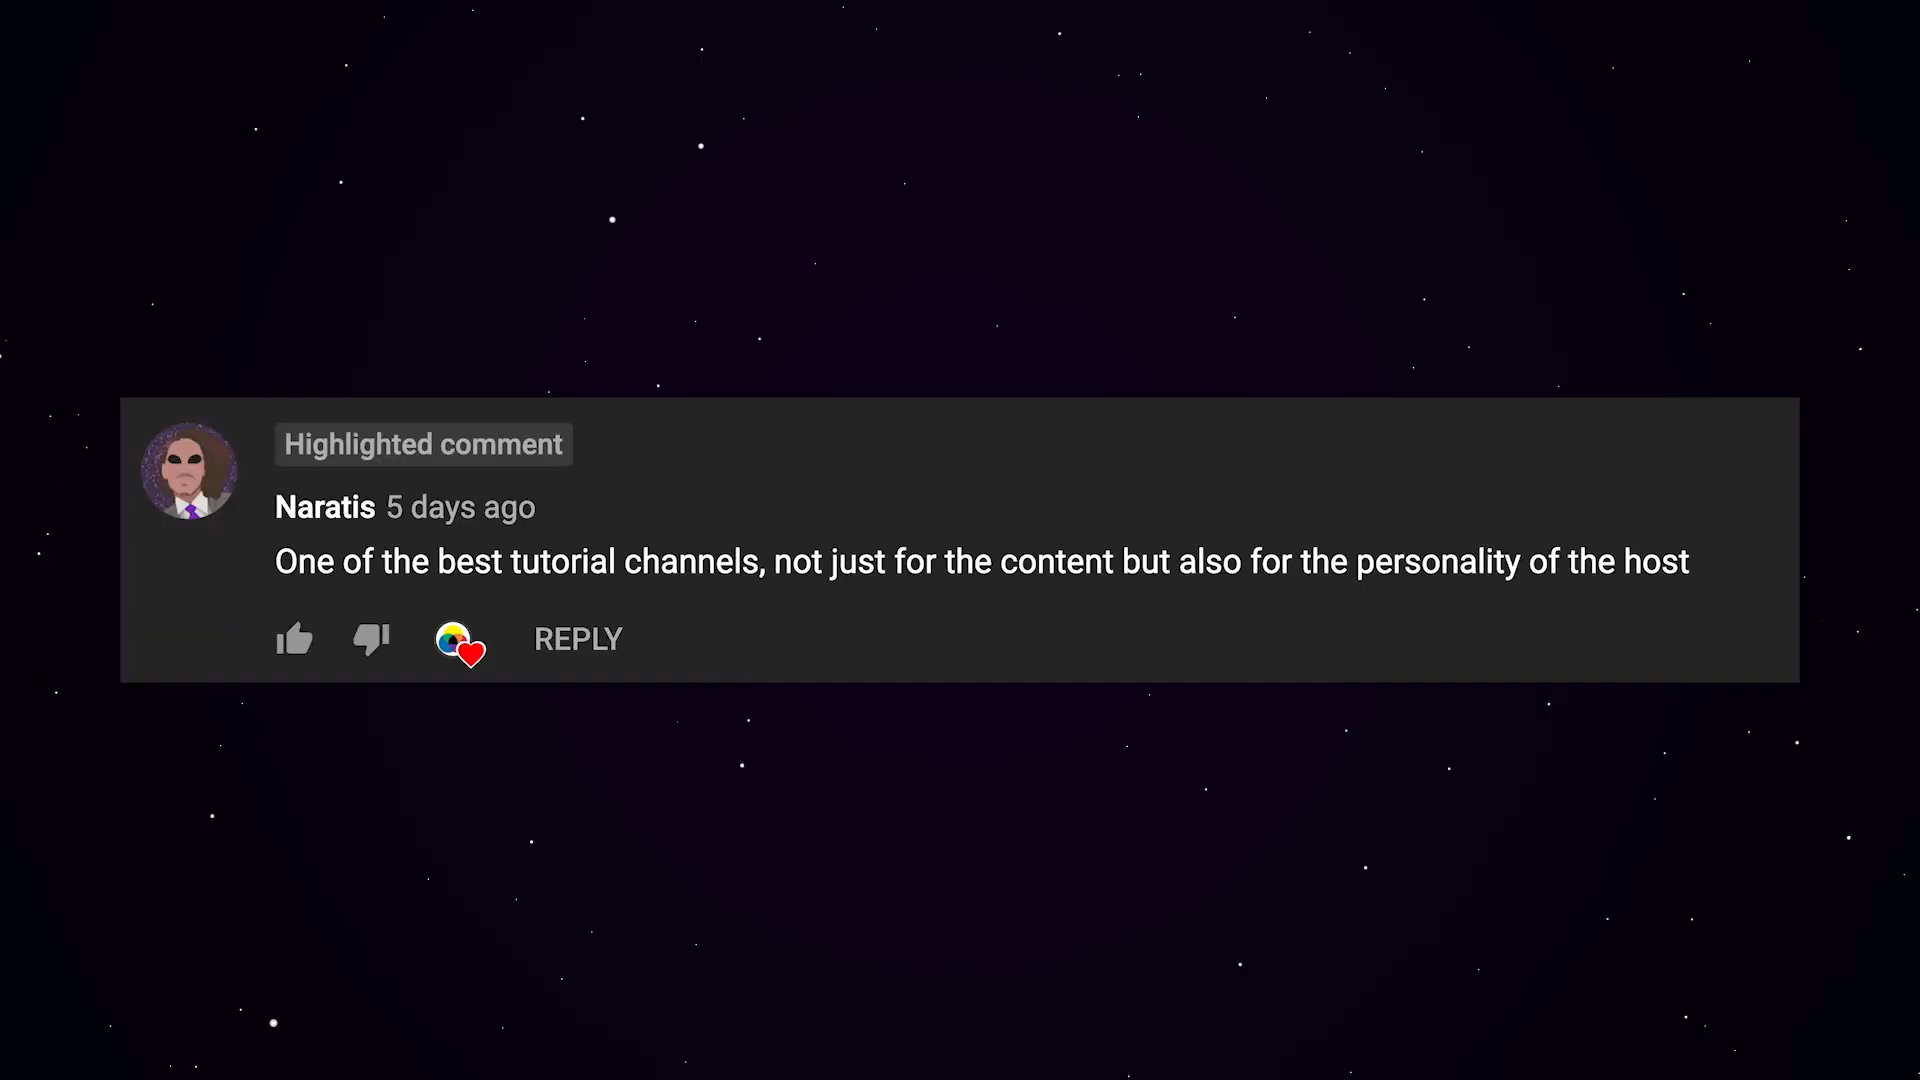 Highlighted comment
Naratis 5 days ago
One of the best tutorial channels, not just for the content but also for the personality of the host
REPLY